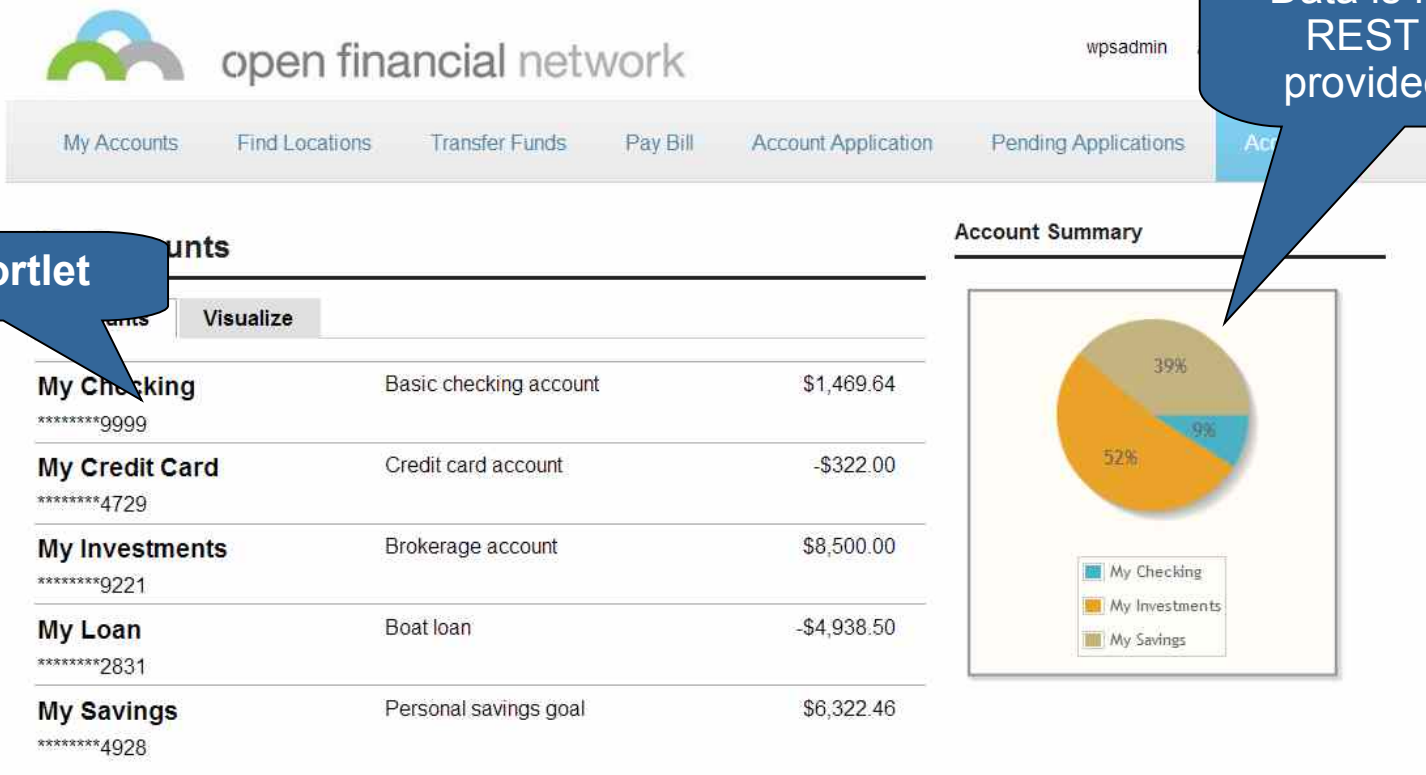 Data is
REST
provided
open financial network
wpsadmin
My Accounts Find Locations Transfer Funds Pay Bill Account Application Pending Applications
unts
ortlet
Account Summary
Visualize
My Checking Basic checking account $1,469.64
********9999
My Credit Card Credit card account -$322.00
********4729
My Investments Brokerage account $8,500.00
********9221
My Loan Boat loan -$4,938.50
********2831
My Savings Personal savings goal $6,322.46
********4928
39%
9%
52%
My Checking
My Investments
My Savings